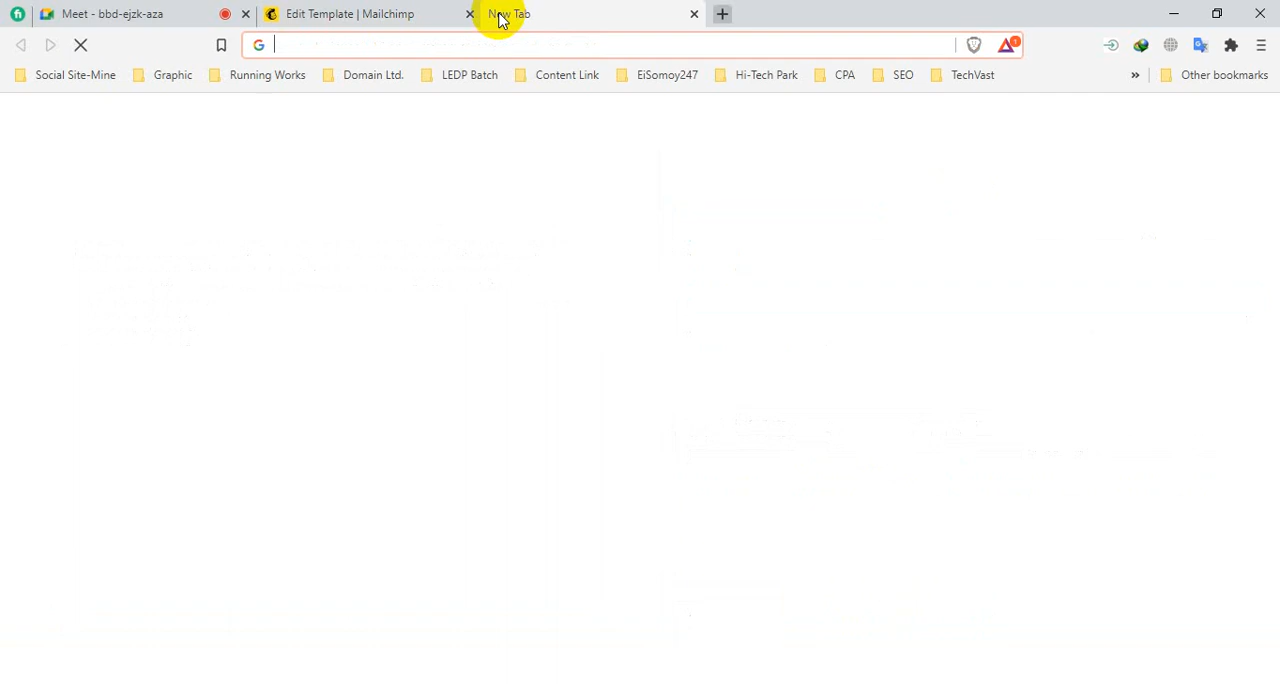 Meet - bbd-ejzk-aza
Edit Template | Mailchimp
New Tab
Social Site-Mine
Graphic
Running Works
Domain Ltd.
LEDP Batch
Content Link
EiSomoy247
Hi-Tech Park
CPA
SEO
TechVast
Other bookmarks